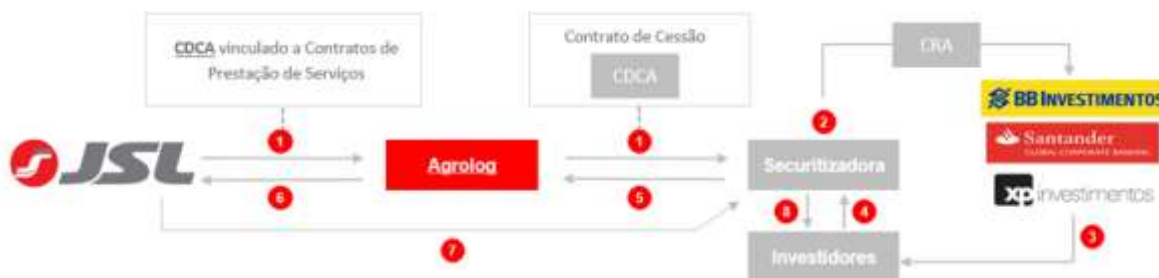 CDCA vinculado a Contratos de
Prestação de Serviços
Contrato de Cessão
CDCA
CRA
BB INVESTIMENTOS
Santander
GLOBAL CORPORATE BANKING
xp investimentos
JSL
1
Agrolog
1
2
Securitizadora
6
5
8
4
3
7
Investidores